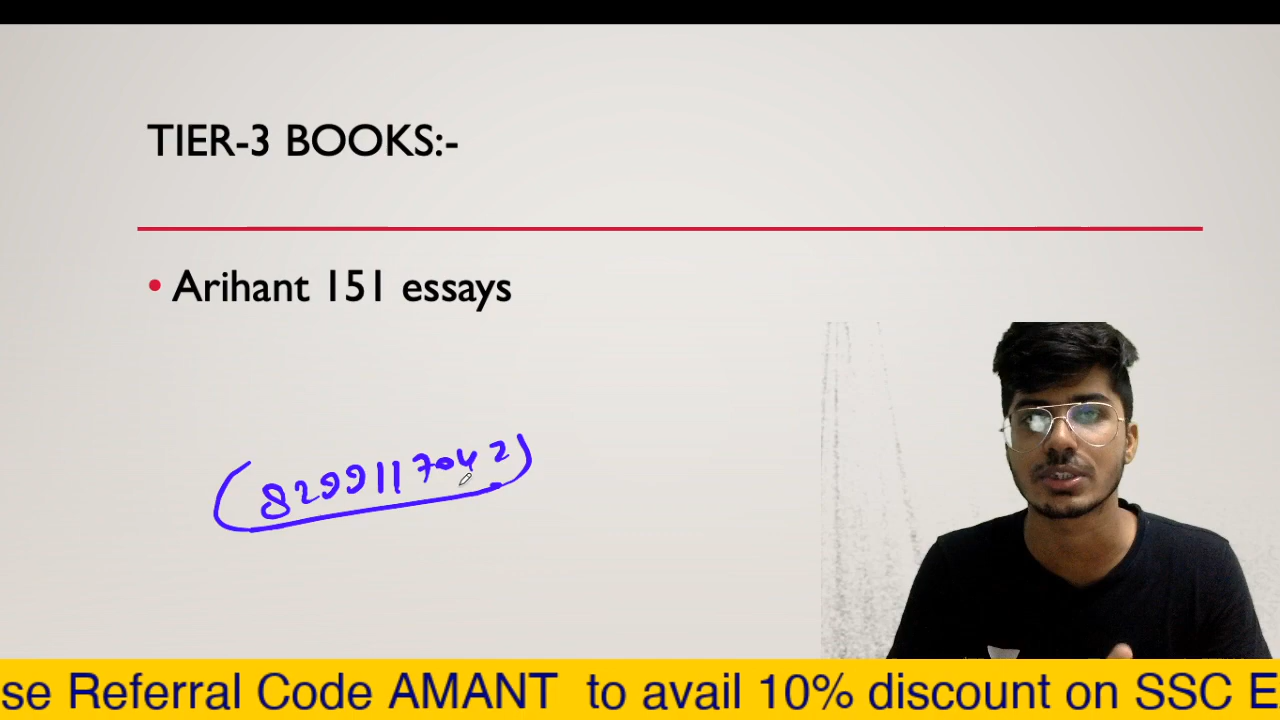 TIER-3 BOOKS:-
• Arihant 151 essays
(8299117042)
se Referral Code AMANT to avail 10% discount on SSC E